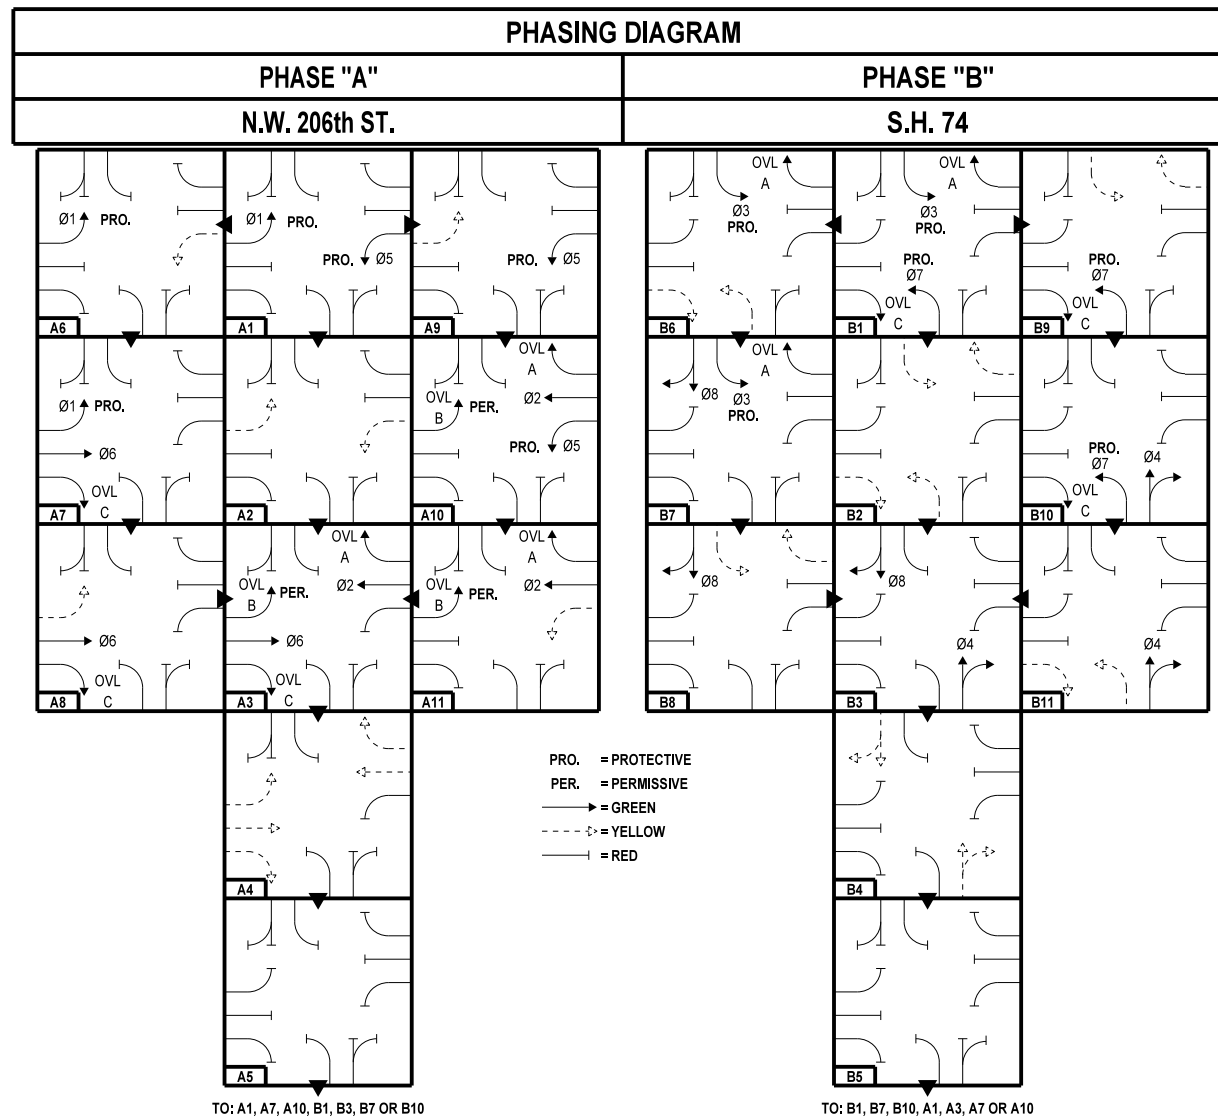 PHASING DIAGRAM
PHASE "A"
PHASE "B"
N.W. 206th ST.
S.H. 74
Ø1 PRO.
A6
Ø1 PRO.
PRO. Ø5
A1
PRO. Ø5
A9
OVL
A
Ø3
PRO.
B6
OVL
A
Ø3
PRO.
PRO.
Ø7
OVL
C
B1
PRO.
Ø7
OVL
C
B9
Ø1 PRO.
Ø6
OVL
C
A7
A2
OVL
A
OVL
B
PER.
Ø2
PRO. Ø5
A10
OVL
A
Ø8
Ø3
PRO.
B7
B2
PRO.
Ø7
Ø4
OVL
C
B10
Ø6
OVL
C
A8
OVL
A
OVL
B
PER.
Ø2
Ø6
OVL
C
A3
OVL
A
OVL
B
PER.
Ø2
A11
Ø8
B8
Ø8
Ø4
B3
Ø4
B11
A4
PRO. = PROTECTIVE
PER. = PERMISSIVE
= GREEN
= YELLOW
= RED
B4
A5
B5
TO: A1, A7, A10, B1, B3, B7 OR B10
TO: B1, B7, B10, A1, A3, A7 OR A10